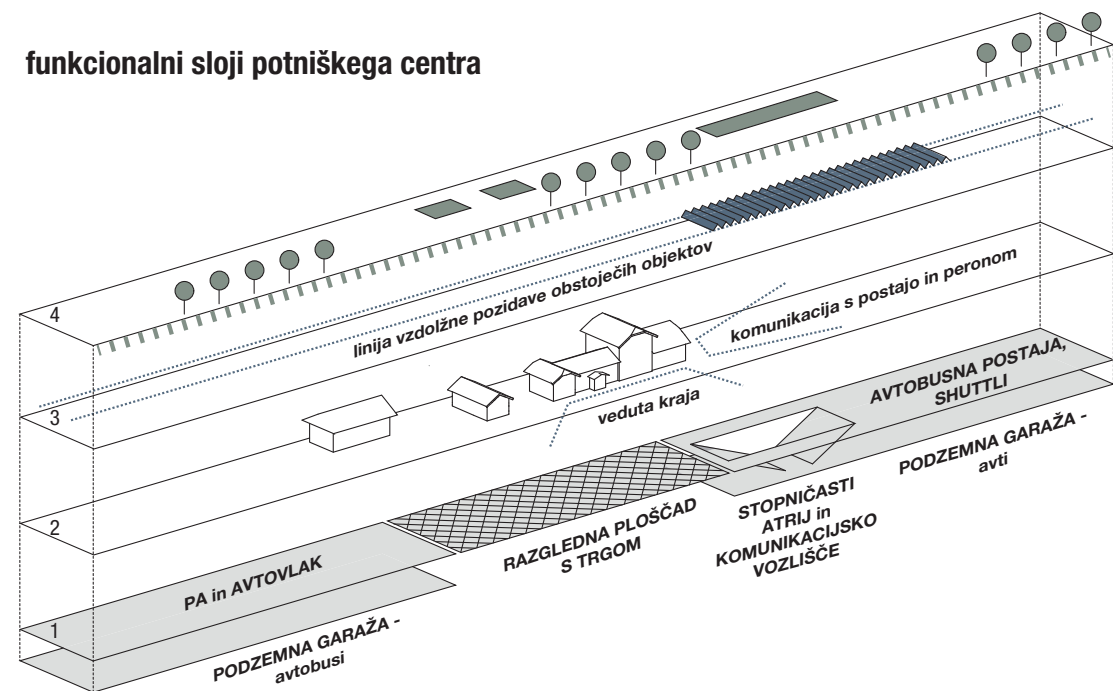 funkcionalni sloji potniškega centra
4
linija vzdolžne pozidave obstoječih objektov
komunikacija s postajo in peronom
3
veduta kraja
AVTOBUSNA POSTAJA,
SHUTTLI
PODZEMNA GARAŽA -
avti
2
STOPNIČASTI
ATRIJ in
KOMUNIKACIJSKO
VOZLIŠČE
RAZGLEDNA PLOŠČAD
S TRGOM
PA in AVTOVLAK
1
PODZEMNA GARAŽA -
avtobusi